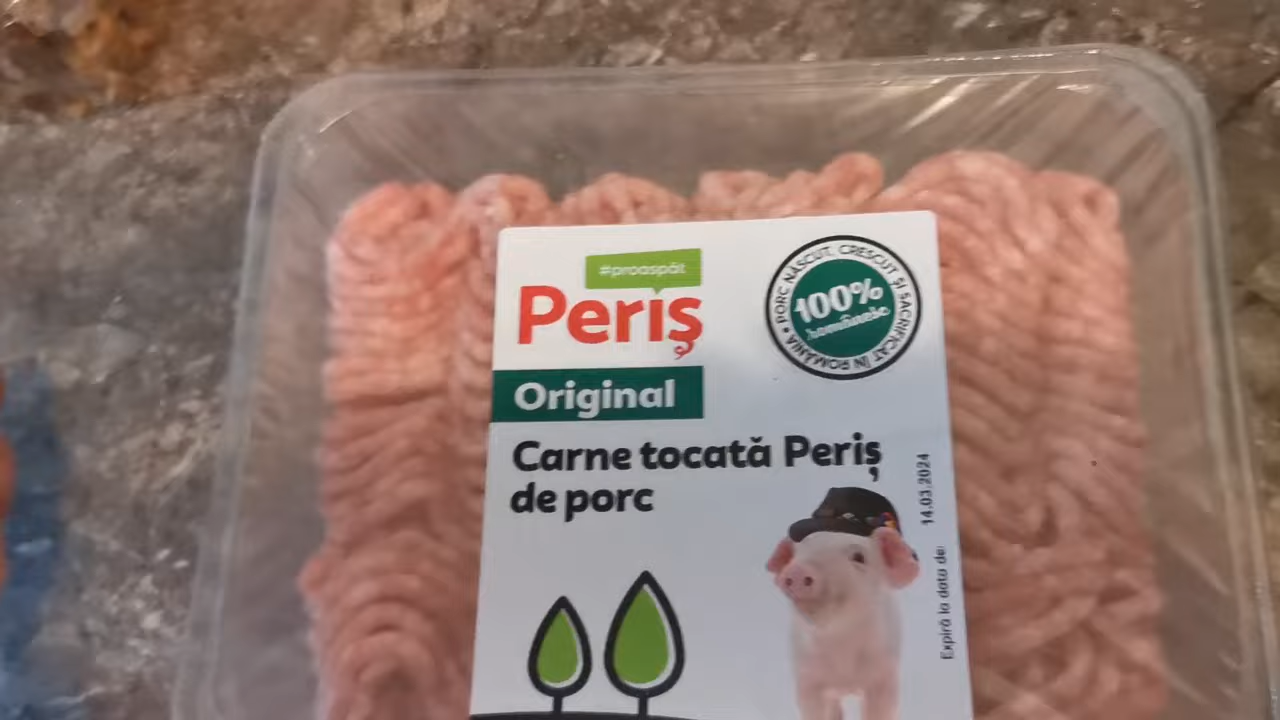 #proaspăt
Periș
Original
Carne tocată Periș
de porc
100%
românesc
PORC NĂSCUT, CRESCUT ȘI SACRIFICAT ÎN ROMÂNIA •
Expiră la data de: 14.03.2024